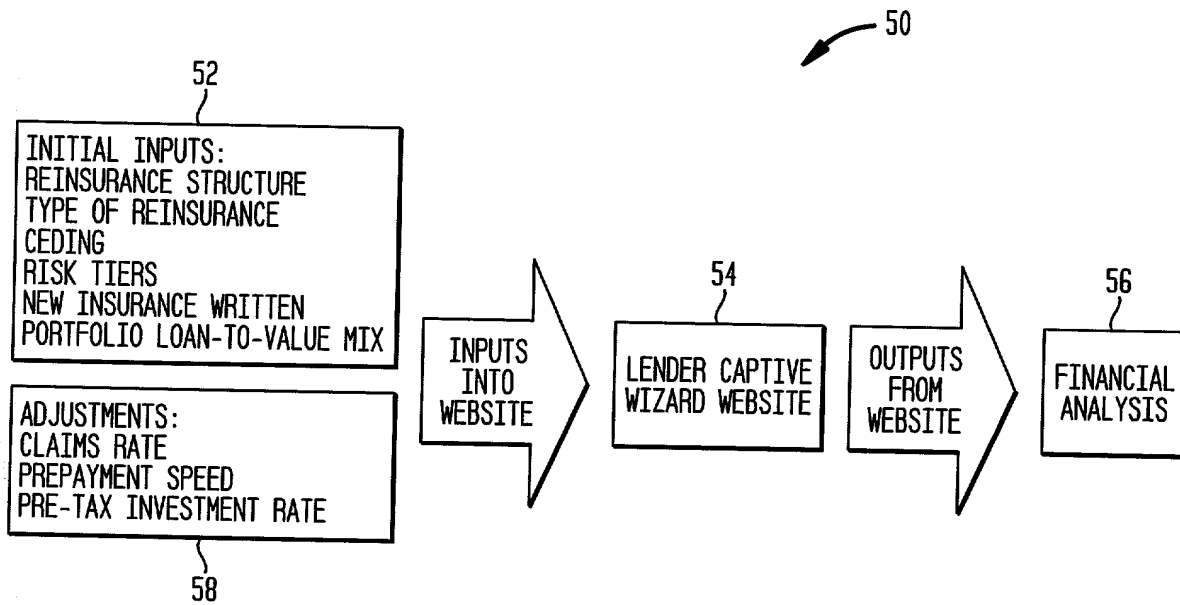 50
52
INITIAL INPUTS:
REINSURANCE STRUCTURE
TYPE OF REINSURANCE
CEDING
RISK TIERS
NEW INSURANCE WRITTEN
PORTFOLIO LOAN-TO-VALUE MIX
ADJUSTMENTS:
CLAIMS RATE
PREPAYMENT SPEED
PRE-TAX INVESTMENT RATE
58
INPUTS
INTO
WEBSITE
54
LENDER CAPTIVE
WIZARD WEBSITE
OUTPUTS
FROM
WEBSITE
56
FINANCIAL
ANALYSIS